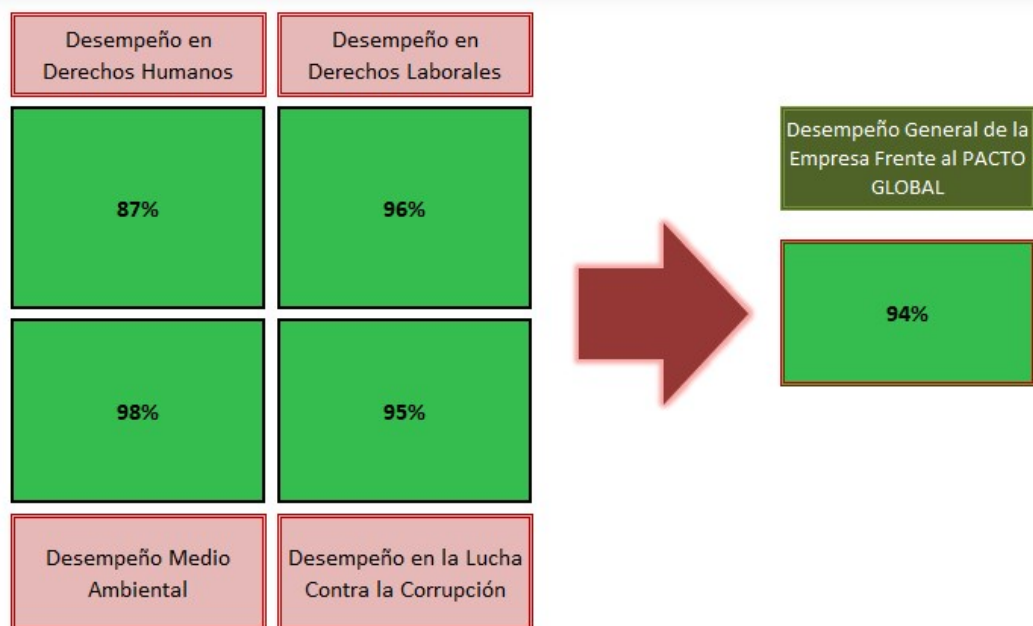 Desempeño en
Derechos Humanos
Desempeño en
Derechos Laborales
87%
96%
98%
95%
Desempeño Medio
Ambiental
Desempeño en la Lucha
Contra la Corrupción
Desempeño General de la
Empresa Frente al PACTO
GLOBAL
94%